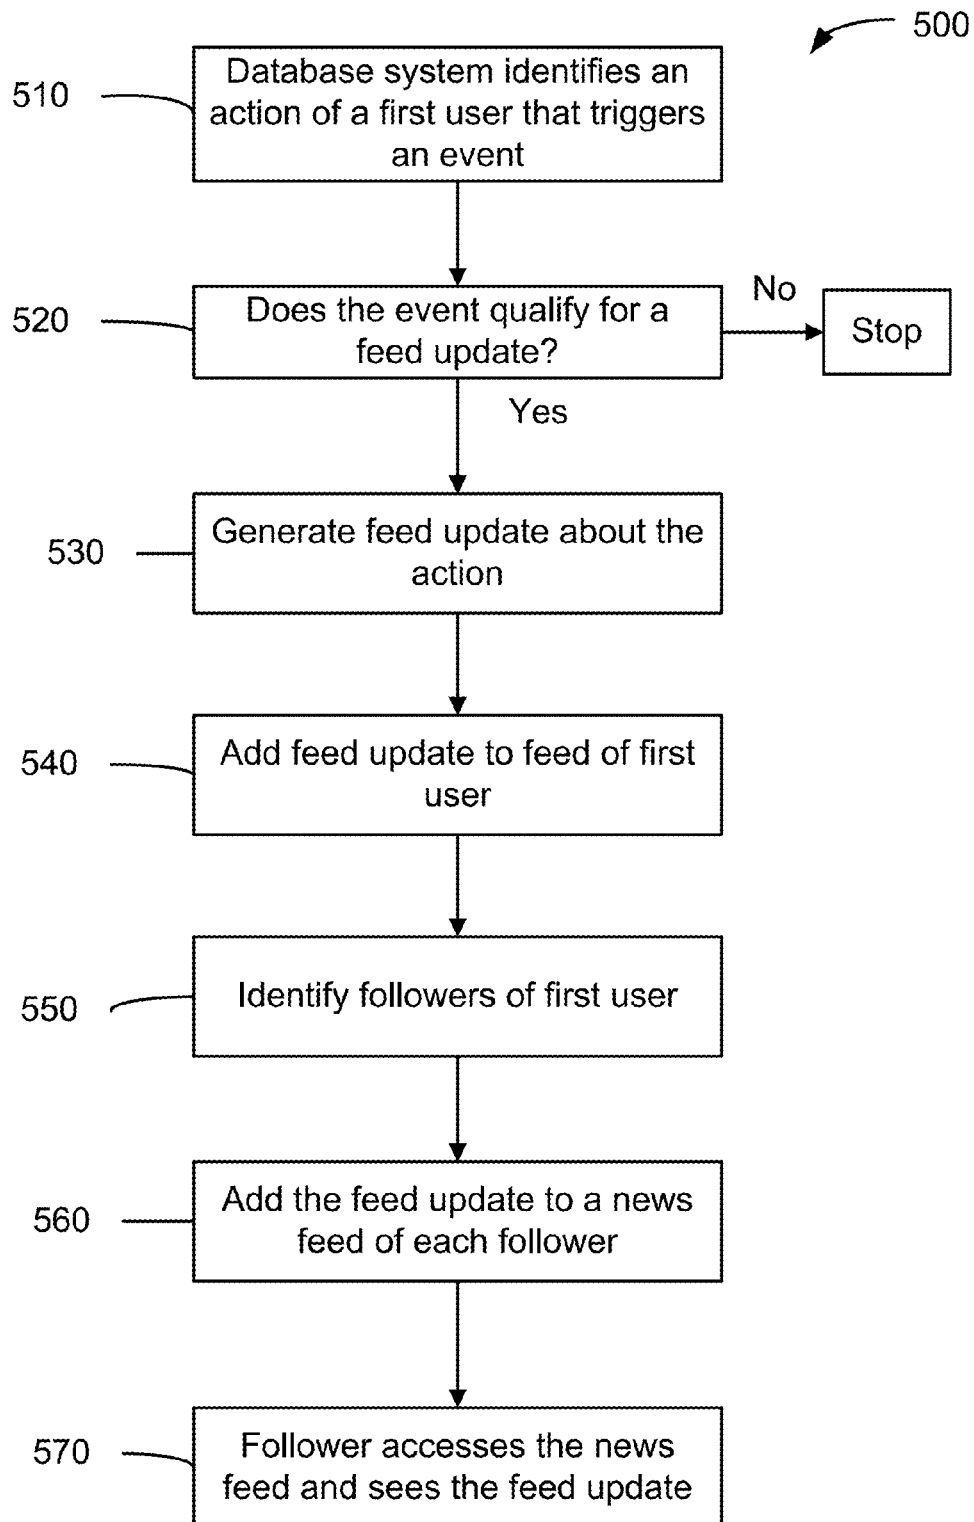 500
510
Database system identifies an
action of a first user that triggers
an event
520
Does the event qualify for a
feed update?
No
Stop
Yes
530
Generate feed update about the
action
540
Add feed update to feed of first
user
550
Identify followers of first user
560
Add the feed update to a news
feed of each follower
570
Follower accesses the news
feed and sees the feed update